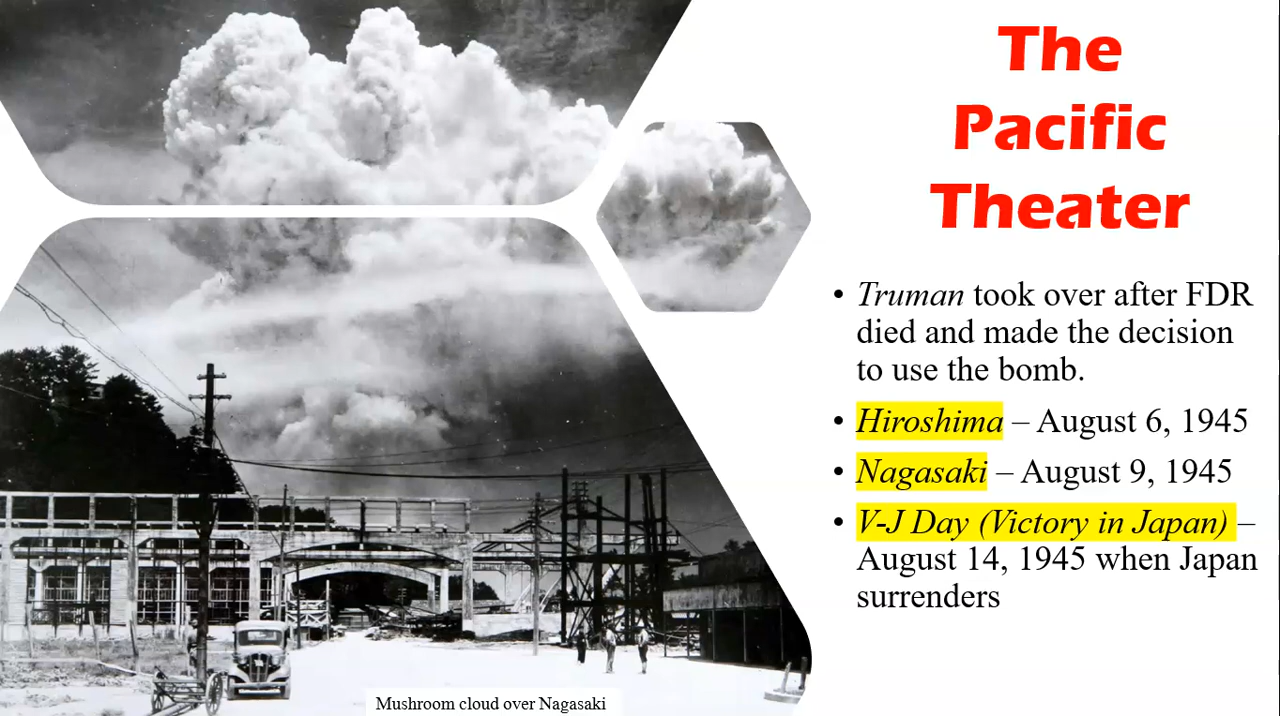 The
Pacific
Theater
• Truman took over after FDR
died and made the decision
to use the bomb.
• Hiroshima – August 6, 1945
• Nagasaki – August 9, 1945
• V-J Day (Victory in Japan) –
August 14, 1945 when Japan
surrenders
Mushroom cloud over Nagasaki